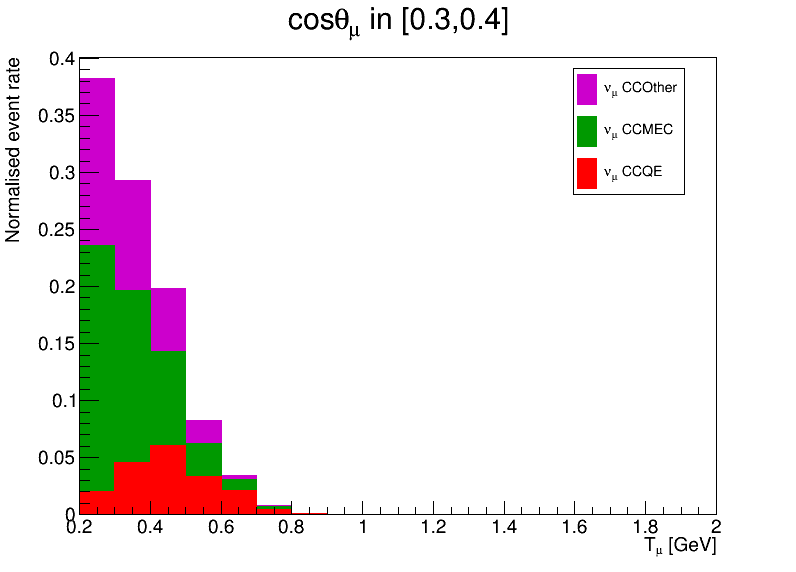 cosθμ in [0.3,0.4]
Normalised event rate
0.4
0.35
0.3
0.25
0.2
0.15
0.1
0.05
0
νμ CCOther
νμ CCMEC
νμ CCQE
0.2 0.4 0.6 0.8 1 1.2 1.4 1.6 1.8 2
Tμ [GeV]